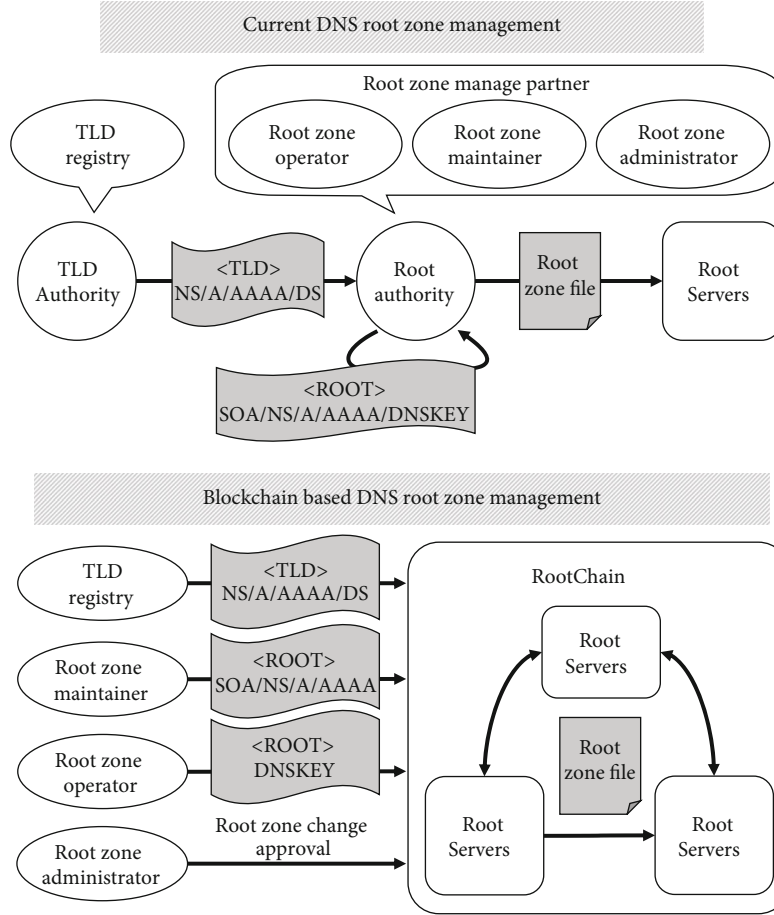 Current DNS root zone management
Root zone manage partner
TLD
registry
Root zone
operator
Root zone
maintainer
Root zone
administrator
TLD
Authority
<TLD>
NS/A/AAAA/DS
Root
authority
Root
zone file
Root
Servers
<ROOT>
SOA/NS/A/AAAA/DNSKEY
Blockchain based DNS root zone management
TLD
registry
<TLD>
NS/A/AAAA/DS
Root zone
maintainer
<ROOT>
SOA/NS/A/AAAA
Root zone
operator
<ROOT>
DNSKEY
Root zone
administrator
Root zone change
approval
RootChain
Root
Servers
Root
zone file
Root
Servers
Root
Servers